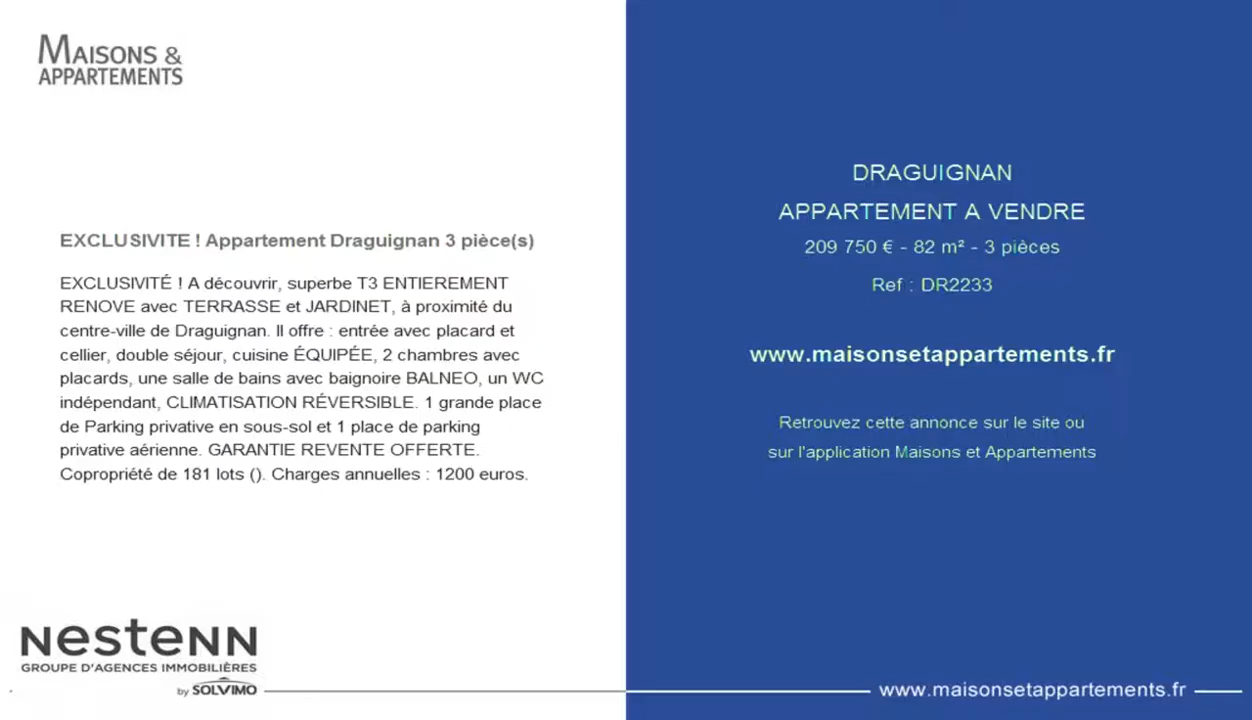 MAISONS &
APPARTEMENTS
EXCLUSIVITE ! Appartement Draguignan 3 pièce(s)
EXCLUSIVITÉ ! A découvrir, superbe T3 ENTIEREMENT
RENOVE avec TERRASSE et JARDINET, à proximité du
centre-ville de Draguignan. Il offre : entrée avec placard et
cellier, double séjour, cuisine ÉQUIPÉE, 2 chambres avec
placards, une salle de bains avec baignoire BALNEO, un WC
indépendant, CLIMATISATION RÉVERSIBLE. 1 grande place
de Parking privative en sous-sol et 1 place de parking
privative aérienne. GARANTIE REVENTE OFFERTE.
Copropriété de 181 lots (). Charges annuelles : 1200 euros.
NESTENN
GROUPE D'AGENCES IMMOBILIÈRES
by SOLVIMO
DRAGUIGNAN
APPARTEMENT A VENDRE
209 750 € - 82 m² - 3 pièces
Ref : DR2233
www.maisonsetappartements.fr
Retrouvez cette annonce sur le site ou
sur l'application Maisons et Appartements
www.maisonsetappartements.fr